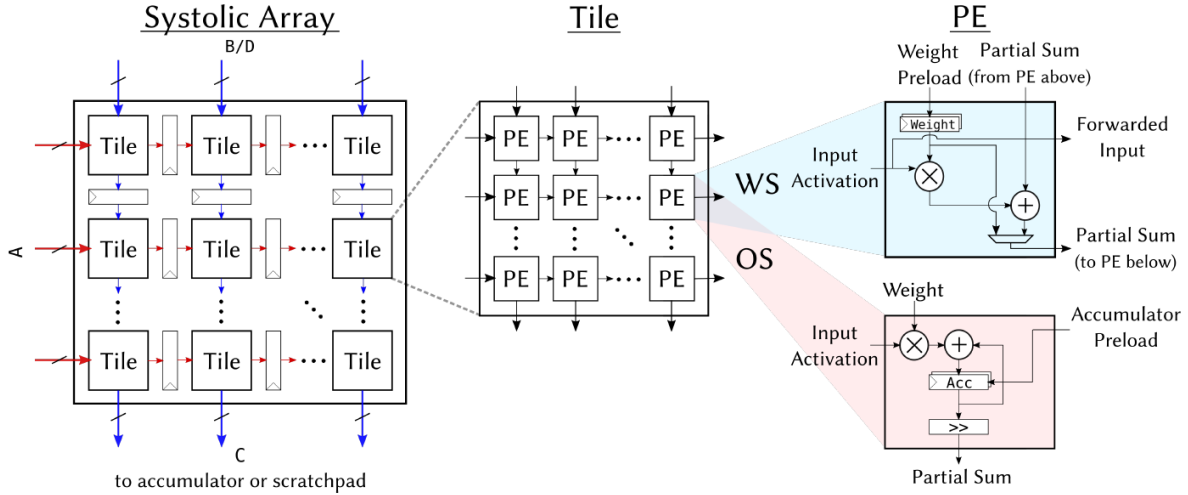 Systolic Array
B/D
Tile Tile Tile
A
Tile Tile Tile
Tile Tile Tile
C
to accumulator or scratchpad
Tile
PE PE PE
PE PE PE
PE PE PE
WS
OS
PE
Weight
Preload
Partial Sum
(from PE above)
Weight
Forwarded
Input
Input
Activation
×
+
Partial Sum
(to PE below)
Weight
Accumulator
Preload
Input
Activation
×
+
Acc
>>
Partial Sum